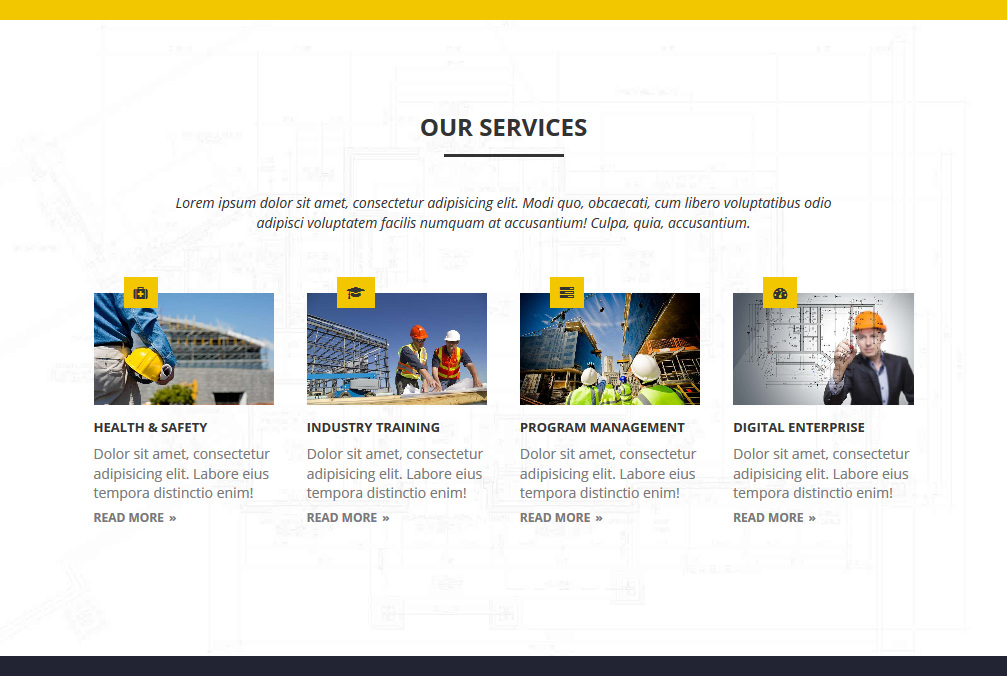 OUR SERVICES
Lorem ipsum dolor sit amet, consectetur adipisicing elit. Modi quo, obcaecati, cum libero voluptatibus odio
adipisci voluptatem facilis numquam at accusantium! Culpa, quia, accusantium.
HEALTH & SAFETY
Dolor sit amet, consectetur
adipisicing elit. Labore eius
tempora distinctio enim!
READ MORE »
INDUSTRY TRAINING
Dolor sit amet, consectetur
adipisicing elit. Labore eius
tempora distinctio enim!
READ MORE »
PROGRAM MANAGEMENT
Dolor sit amet, consectetur
adipisicing elit. Labore eius
tempora distinctio enim!
READ MORE »
DIGITAL ENTERPRISE
Dolor sit amet, consectetur
adipisicing elit. Labore eius
tempora distinctio enim!
READ MORE »